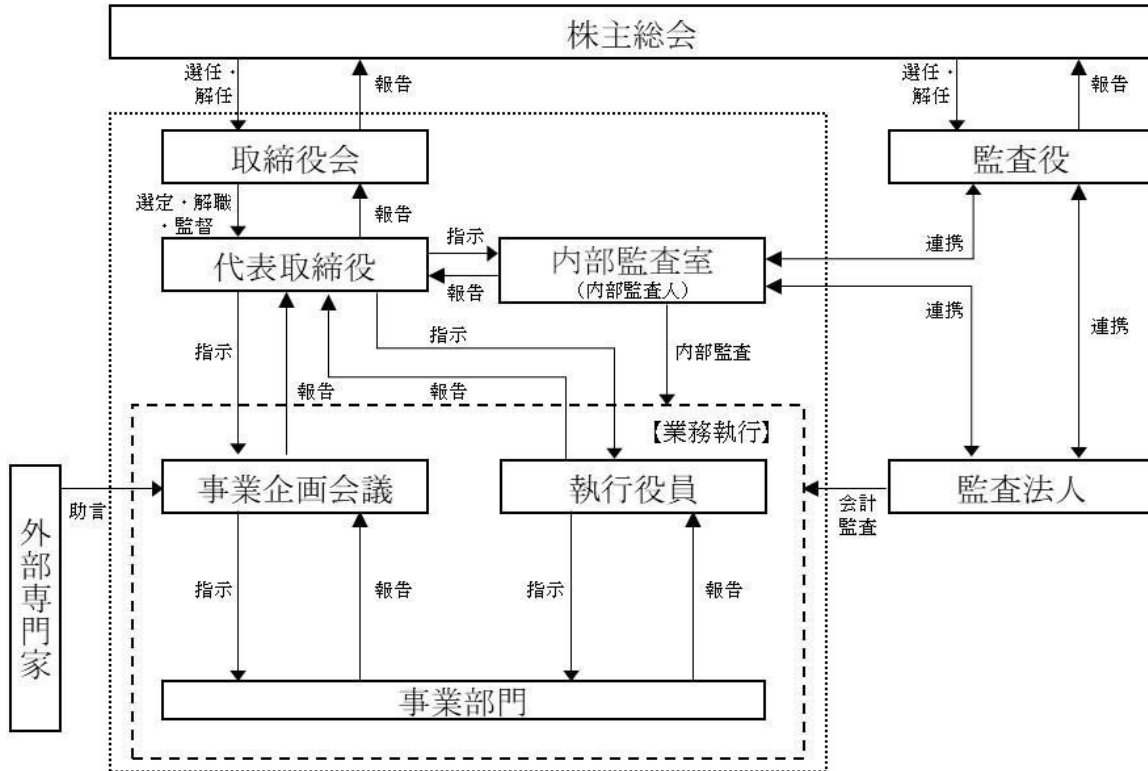 株主総会
選任・
解任
報告
選任・
解任
報告
取締役会
監査役
選定・解職
・監督
報告
代表取締役
指示
報告
内部監査室
（内部監査人）
連携
連携
連携
指示
報告
指示
報告
内部監査
【業務執行】
事業企画会議
執行役員
監査法人
会計
監査
助言
外部専門家
指示
報告
指示
報告
事業部門